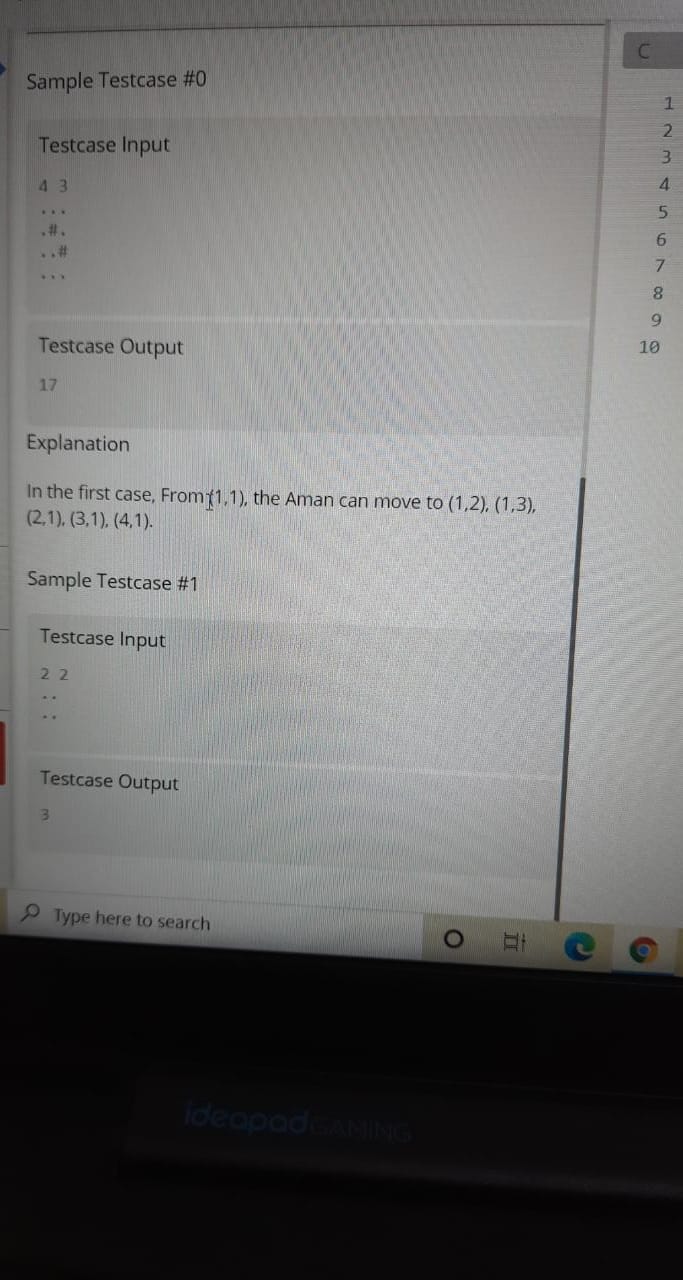 C
1
2
3
4
5
6
7
8
9
10
Sample Testcase #0
Testcase Input
4 3
...
.#.
..#
...
Testcase Output
17
Explanation
In the first case, From (1,1), the Aman can move to (1,2), (1,3),
(2,1), (3,1), (4,1).
Sample Testcase #1
Testcase Input
2 2
..
..
Testcase Output
3
Type here to search
ideapad GAMING